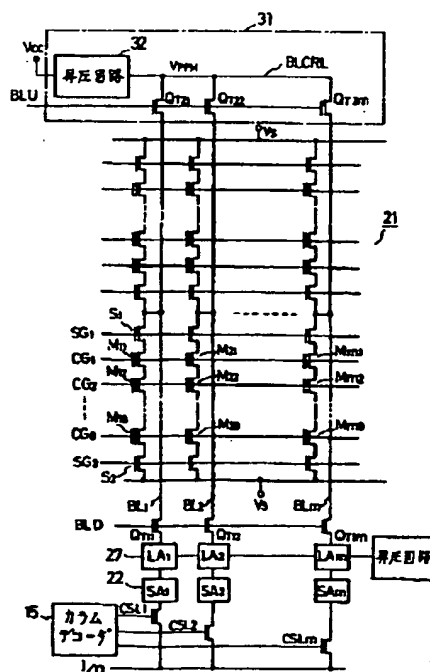 31
32
Vcc
昇圧回路
VPPM
BLCRL
BLU
QT21
QT22
QT2m
Vs
21
S1
SG1
CG1
M11
M21
Mm1
CG2
M12
M22
Mm2
CG8
M18
M28
Mm8
SG2
S2
Vs
BL1
BL2
BLm
BLD
QT11
QT12
QT1m
27
LA1
LA2
LAm
昇圧回路
22
SA1
SA2
SAm
15
カラム
デコーダ
CSL1
CSL2
CSLm